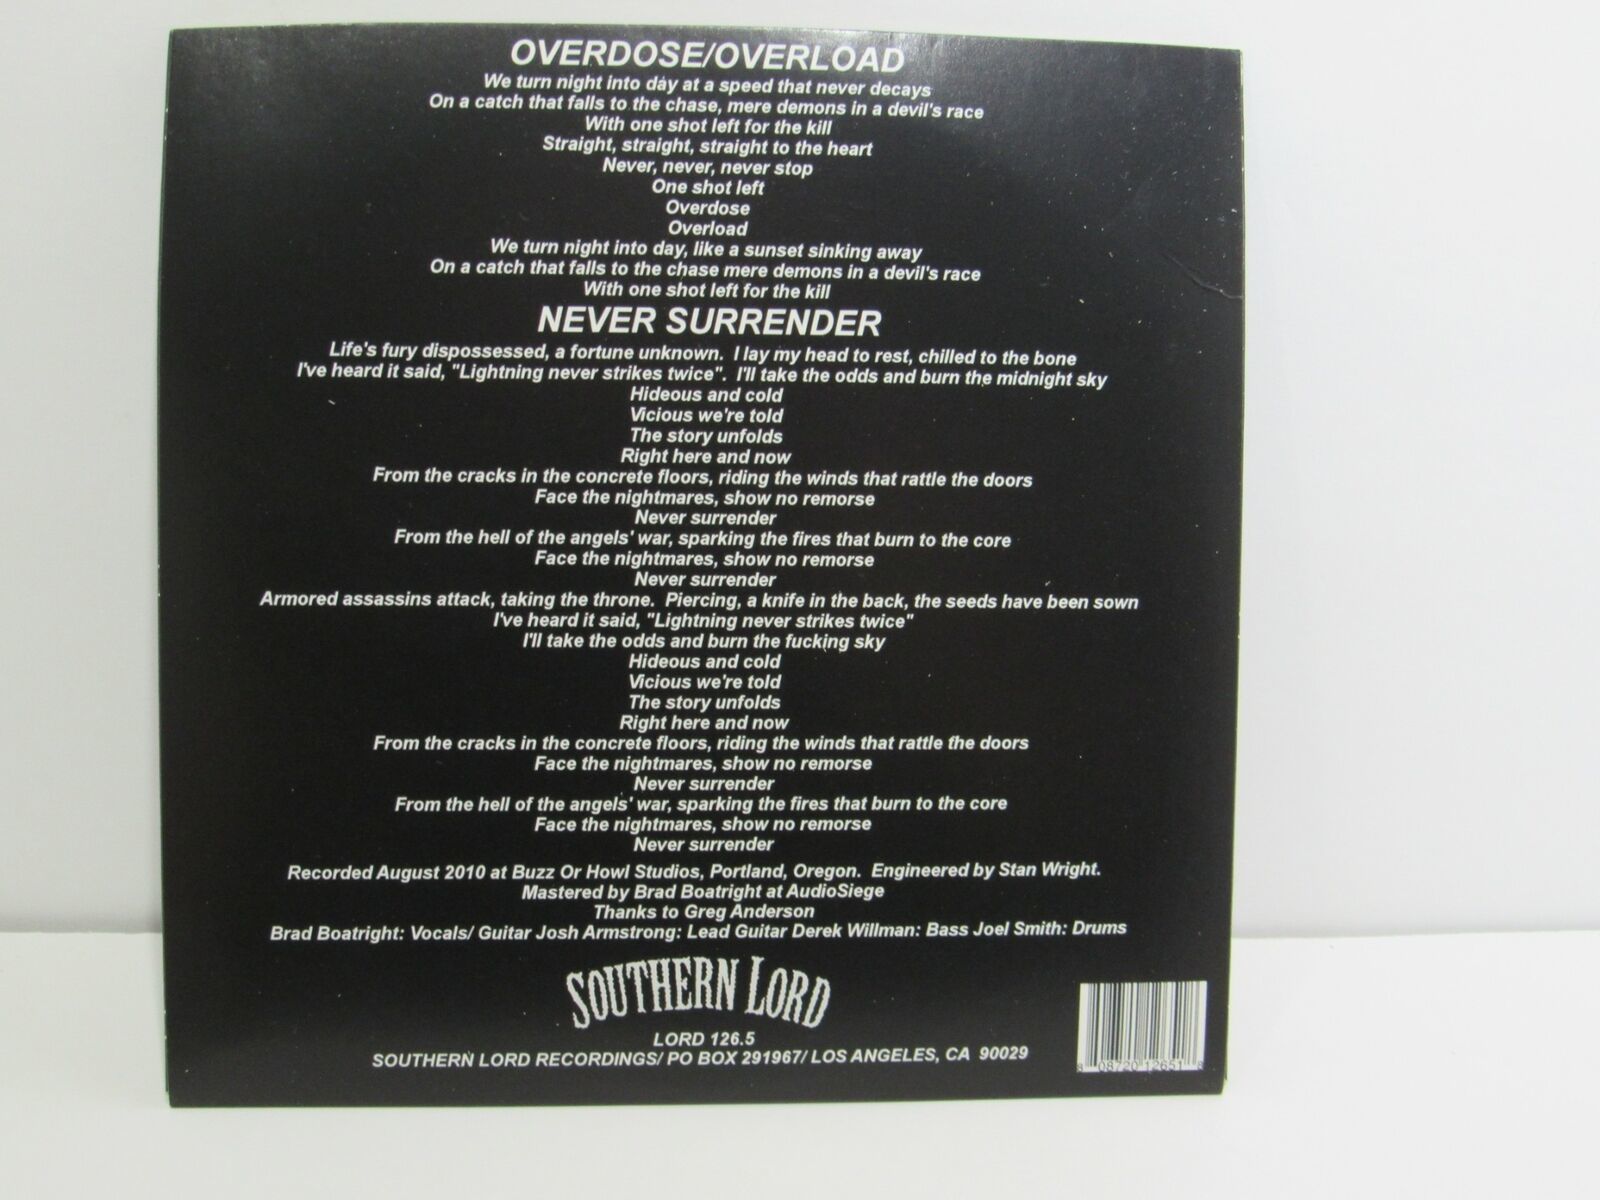 OVERDOSE/OVERLOAD
We turn night into day at a speed that never decays
On a catch that falls to the chase, mere demons in a devil's race
With one shot left for the kill
Straight, straight, straight to the heart
Never, never, never stop
One shot left
Overdose
Overload
We turn night into day, like a sunset sinking away
On a catch that falls to the chase mere demons in a devil's race
With one shot left for the kill
NEVER SURRENDER
Life's fury dispossessed, a fortune unknown.  I lay my head to rest, chilled to the bone
I've heard it said, "Lightning never strikes twice".  I'll take the odds and burn the midnight sky
Hideous and cold
Vicious we're told
The story unfolds
Right here and now
From the cracks in the concrete floors, riding the winds that rattle the doors
Face the nightmares, show no remorse
Never surrender
From the hell of the angels' war, sparking the fires that burn to the core
Face the nightmares, show no remorse
Never surrender
Armored assassins attack, taking the throne.  Piercing, a knife in the back, the seeds have been sown
I've heard it said, "Lightning never strikes twice"
I'll take the odds and burn the fucking sky
Hideous and cold
Vicious we're told
The story unfolds
Right here and now
From the cracks in the concrete floors, riding the winds that rattle the doors
Face the nightmares, show no remorse
Never surrender
From the hell of the angels' war, sparking the fires that burn to the core
Face the nightmares, show no remorse
Never surrender
Recorded August 2010 at Buzz Or Howl Studios, Portland, Oregon.  Engineered by Stan Wright.
Mastered by Brad Boatright at AudioSiege
Thanks to Greg Anderson
Brad Boatright: Vocals/ Guitar Josh Armstrong: Lead Guitar Derek Willman: Bass Joel Smith: Drums
SOUTHERN LORD
LORD 126.5
SOUTHERN LORD RECORDINGS/ PO BOX 291967/ LOS ANGELES, CA  90029
8 08720 12651 8